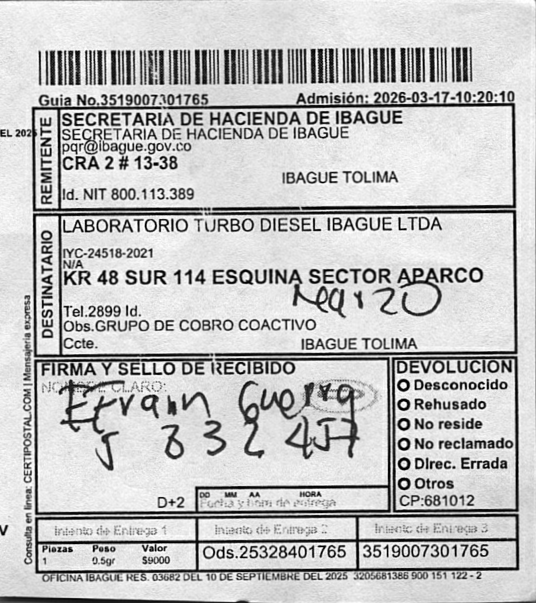 Guia No.3519007301765 Admisión: 2026-03-17-10:20:10
EL 202
REMITENTE
SECRETARIA DE HACIENDA DE IBAGUE
SECRETARIA DE HACIENDA DE IBAGUE
pqr@ibague.gov.co
CRA 2 # 13-38
IBAGUE TOLIMA
Id. NIT 800.113.389
DESTINATARIO
LABORATORIO TURBO DIESEL IBAGUE LTDA
IYC-24518-2021
N/A
KR 48 SUR 114 ESQUINA SECTOR APARCO
Marzo
Tel.2899 Id.
Obs.GRUPO DE COBRO COACTIVO
Ccte. IBAGUE TOLIMA
FIRMA Y SELLO DE RECIBIDO
NOMBRE CLARO:
Efrain Guerra
5 832 457
D+2
DD MM AA HORA
Fecha y hora de entrega
DEVOLUCION
Desconocido
Rehusado
No reside
No reclamado
DIrec. Errada
Otros
CP:681012
Intento de Entrega 1 Intento de Entrega 2 Intento de Entrega 3
Piezas Peso Valor
1 0.5gr $9000
Ods.25328401765 3519007301765
OFICINA IBAGUE RES. 03682 DEL 10 DE SEPTIEMBRE DEL 2025 3205681386 900 151 122 - 2
Consulta en línea: CERTIPOSTAL.COM | Mensajería expresa